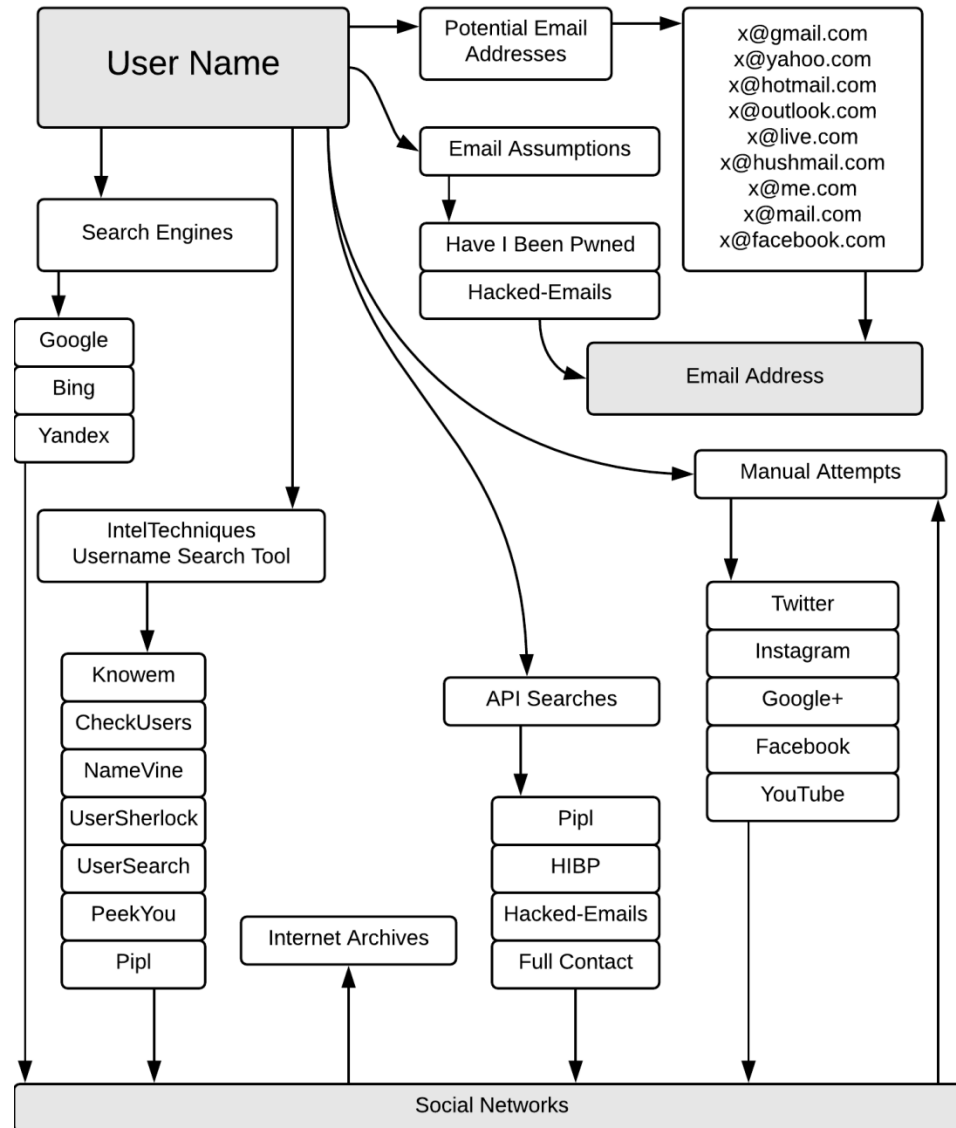 User Name
Potential Email
Addresses
x@gmail.com
x@yahoo.com
x@hotmail.com
x@outlook.com
x@live.com
x@hushmail.com
x@me.com
x@mail.com
x@facebook.com
Email Assumptions
Search Engines
Have I Been Pwned
Hacked-Emails
Google
Bing
Yandex
Email Address
Manual Attempts
IntelTechniques
Username Search Tool
Twitter
Instagram
Google+
Facebook
YouTube
Knowem
CheckUsers
NameVine
UserSherlock
UserSearch
PeekYou
Pipl
API Searches
Pipl
HIBP
Hacked-Emails
Full Contact
Internet Archives
Social Networks